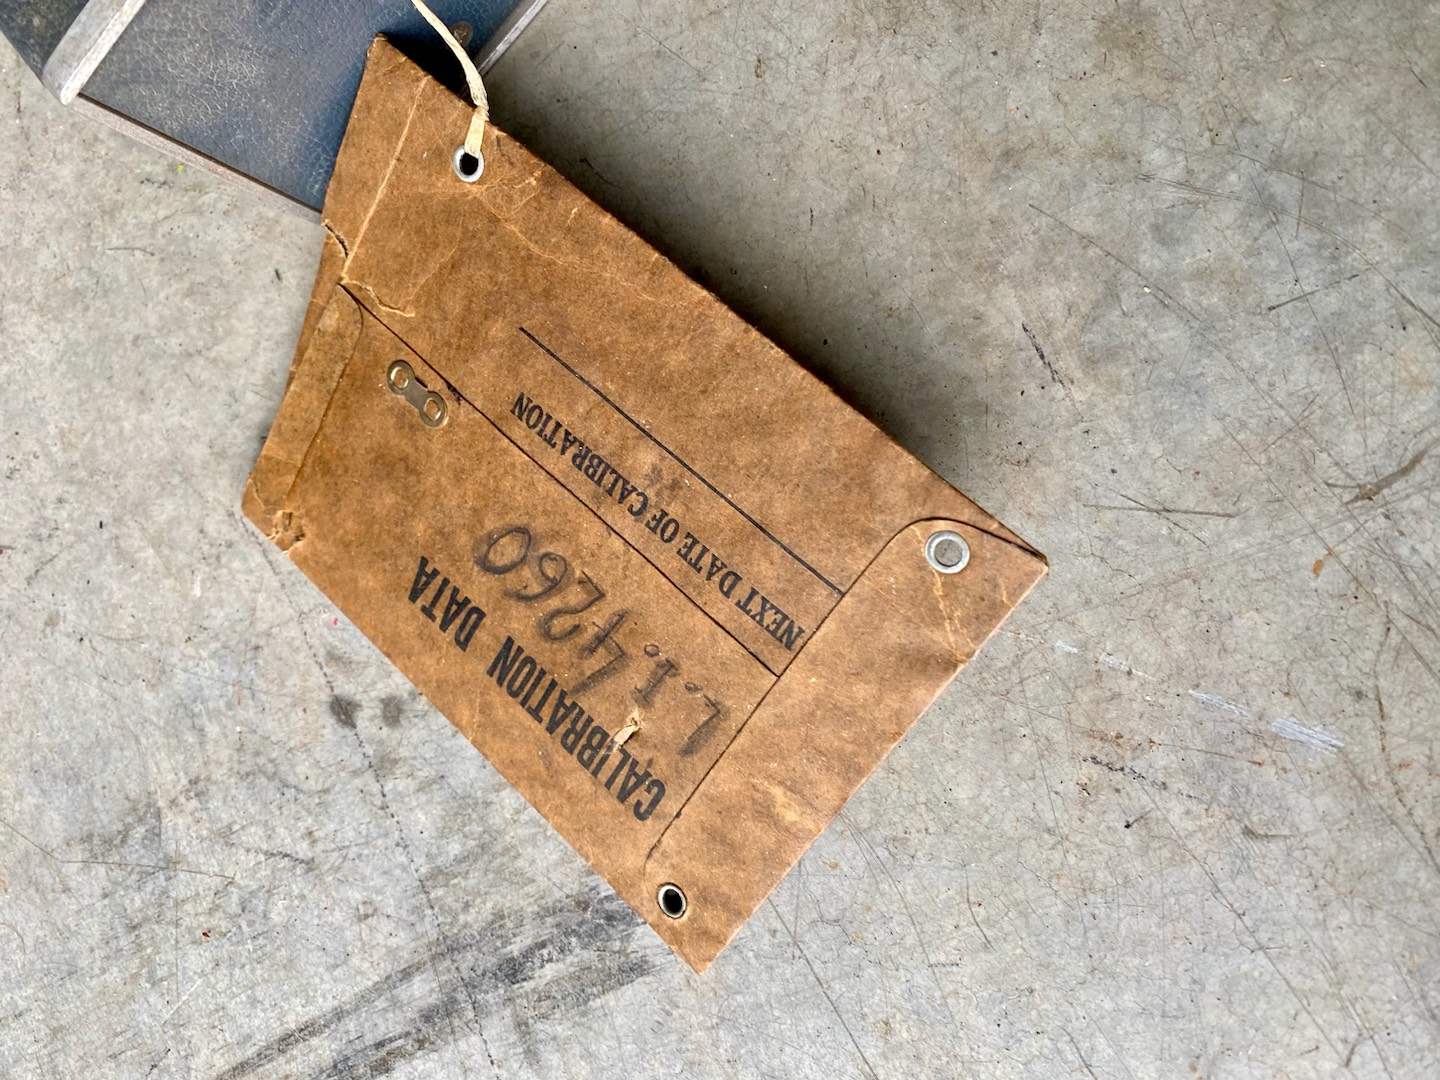 CALIBRATION DATA
L.I. 4260
NEXT DATE OF CALIBRATION